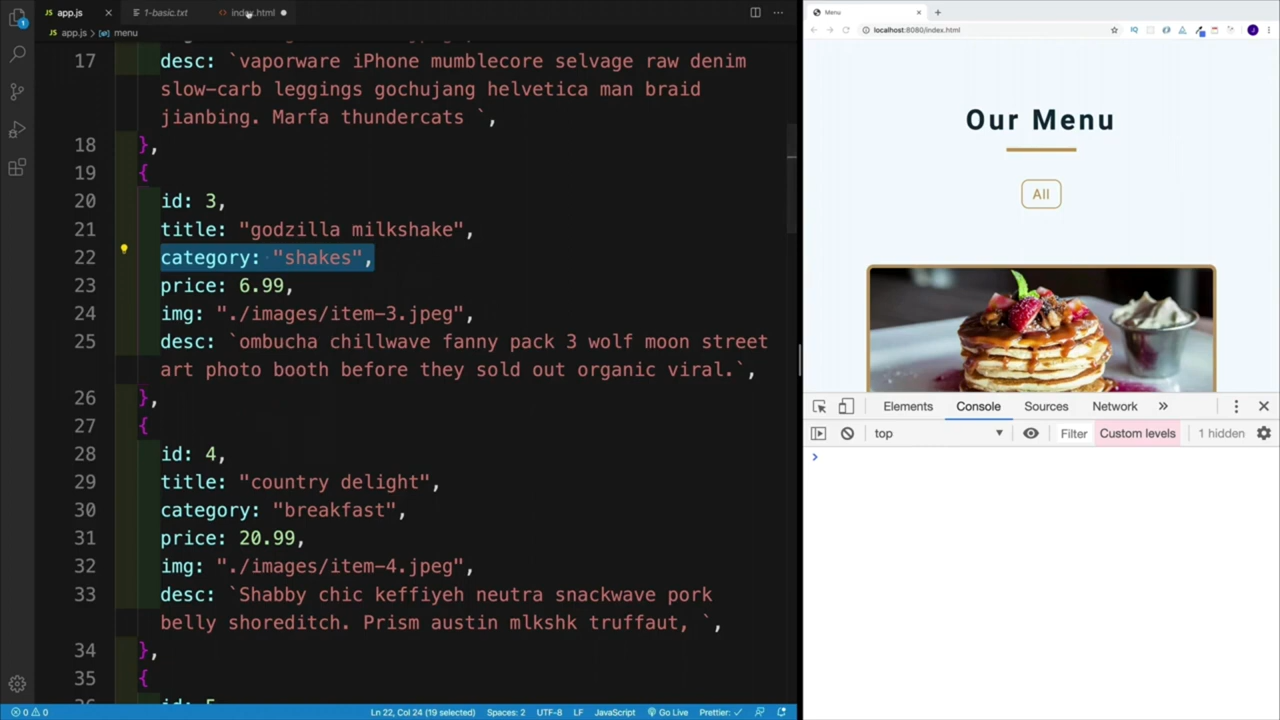 app.js
1-basic.txt
index.html
app.js > menu
17 desc: `vaporware iPhone mumblecore selvage raw denim
slow-carb leggings gochujang helvetica man braid
jianbing. Marfa thundercats `,
18 },
19 {
20 id: 3,
21 title: "godzilla milkshake",
22 category: "shakes",
23 price: 6.99,
24 img: "./images/item-3.jpeg",
25 desc: `ombucha chillwave fanny pack 3 wolf moon street
art photo booth before they sold out organic viral.`,
26 },
27 {
28 id: 4,
29 title: "country delight",
30 category: "breakfast",
31 price: 20.99,
32 img: "./images/item-4.jpeg",
33 desc: `Shabby chic keffiyeh neutra snackwave pork
belly shoreditch. Prism austin mlkshk truffaut, `,
34 },
35 {
0 0 Ln 22, Col 24 (19 selected) Spaces: 2 UTF-8 LF JavaScript Go Live Prettier: ✓
Menu
localhost:8080/index.html
Our Menu
All
Elements Console Sources Network »
top Filter Custom levels 1 hidden